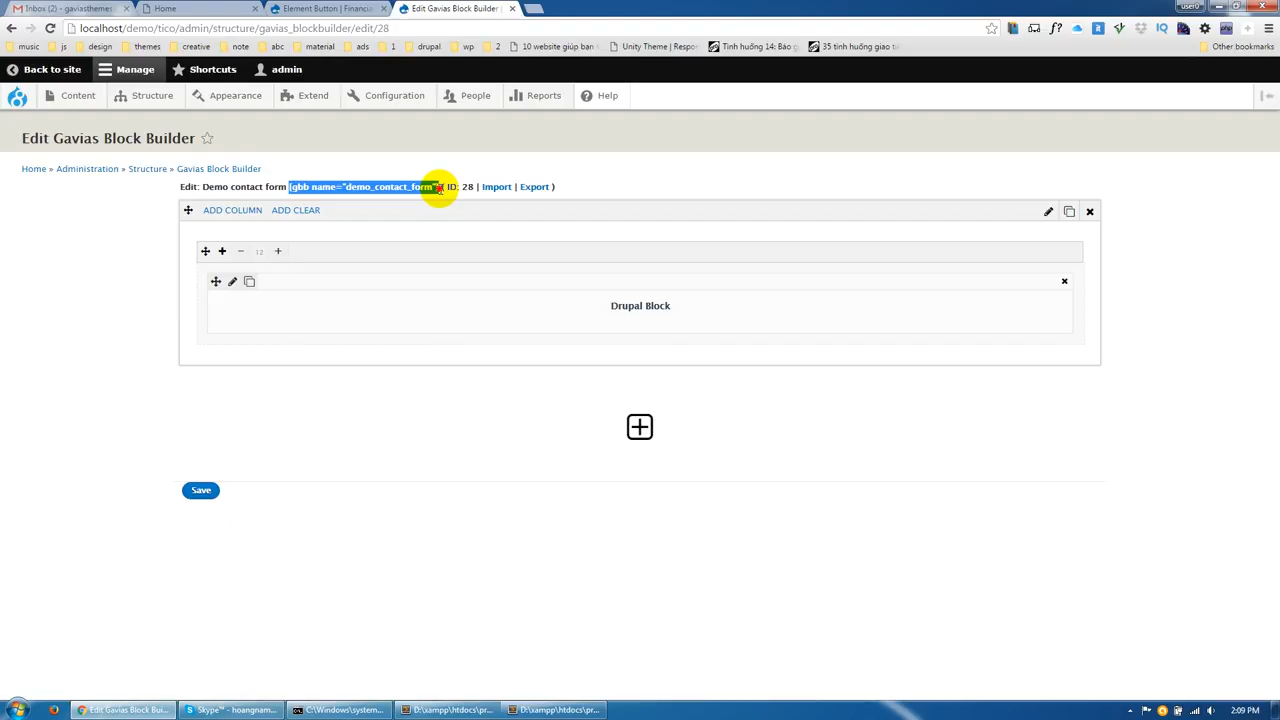 Inbox (2) - gaviasthemes
Home
Element Button | Financia
Edit Gavias Block Builder |
user0
localhost/demo/tico/admin/structure/gavias_blockbuilder/edit/28
music
js
design
themes
creative
note
abc
material
ads
1
drupal
wp
2
10 website giúp bạn
Unity Theme | Respor
Tình huống 14: Báo g
35 tình huống giao ti
Other bookmarks
Back to site
Manage
Shortcuts
admin
Content
Structure
Appearance
Extend
Configuration
People
Reports
Help
Edit Gavias Block Builder
Home » Administration » Structure » Gavias Block Builder
Edit: Demo contact form [gbb name="demo_contact_form"] ( ID: 28 | Import | Export )
ADD COLUMN ADD CLEAR
12
Drupal Block
Save
Edit Gavias Block Bui...
Skype™ - hoangnam...
C:\Windows\system...
D:\xampp\htdocs\pr...
D:\xampp\htdocs\pr...
2:09 PM